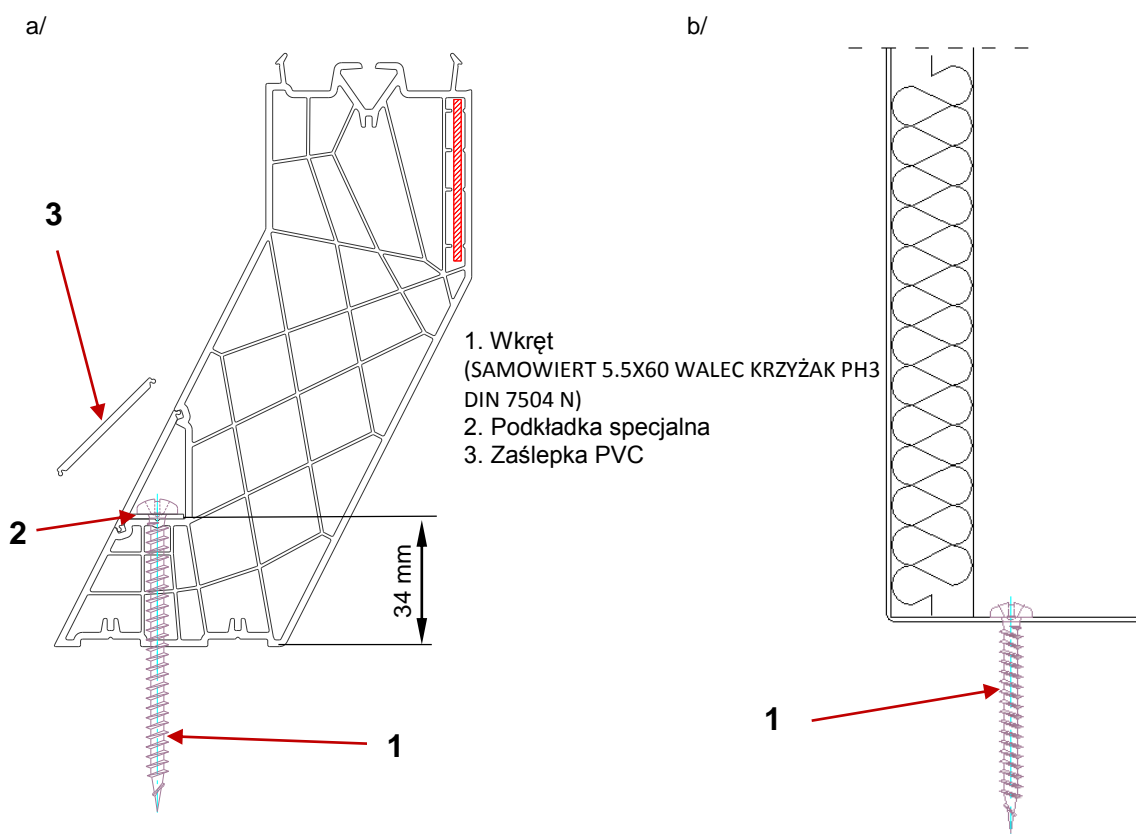 a/
b/
3
1. Wkręt
(SAMOWIERT 5.5X60 WALEC KRZYŻAK PH3
DIN 7504 N)
2. Podkładka specjalna
3. Zaślepka PVC
2
34 mm
1
1